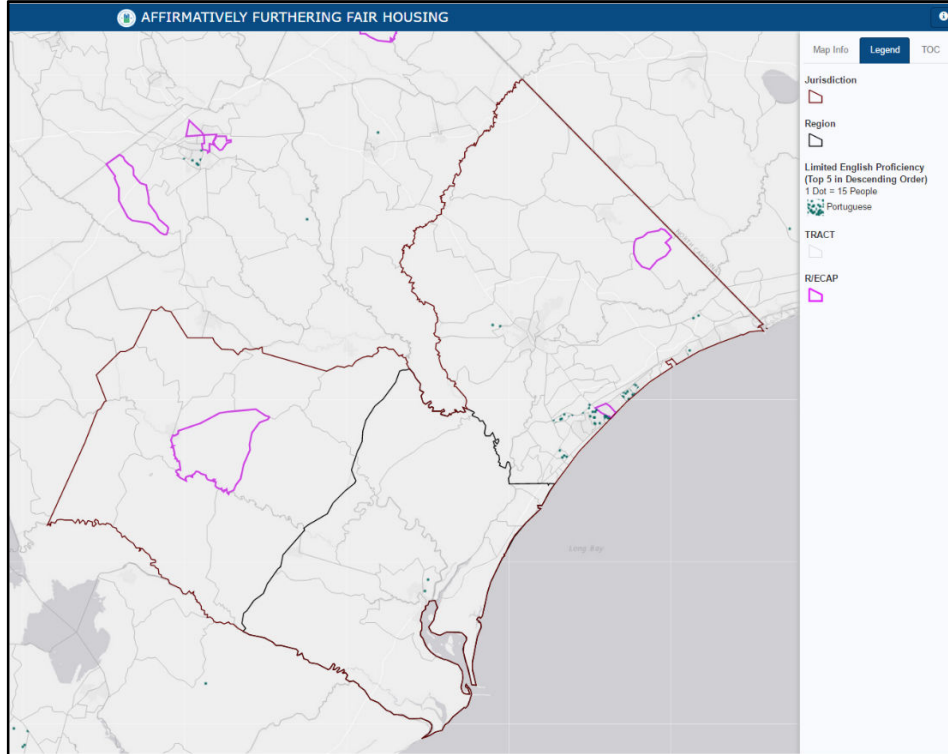 AFFIRMATIVELY FURTHERING FAIR HOUSING
Map Info Legend TOC
Jurisdiction
Region
Limited English Proficiency
(Top 5 in Descending Order)
1 Dot = 15 People
Portuguese
TRACT
R/ECAP
Long Bay